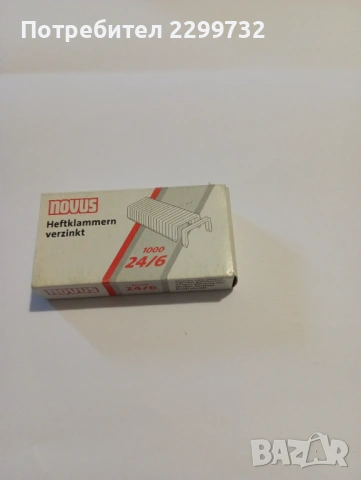 Потребител 2299732
novus
Heftklammern
verzinkt
1000
24/6
novus
24/6
BAZAR